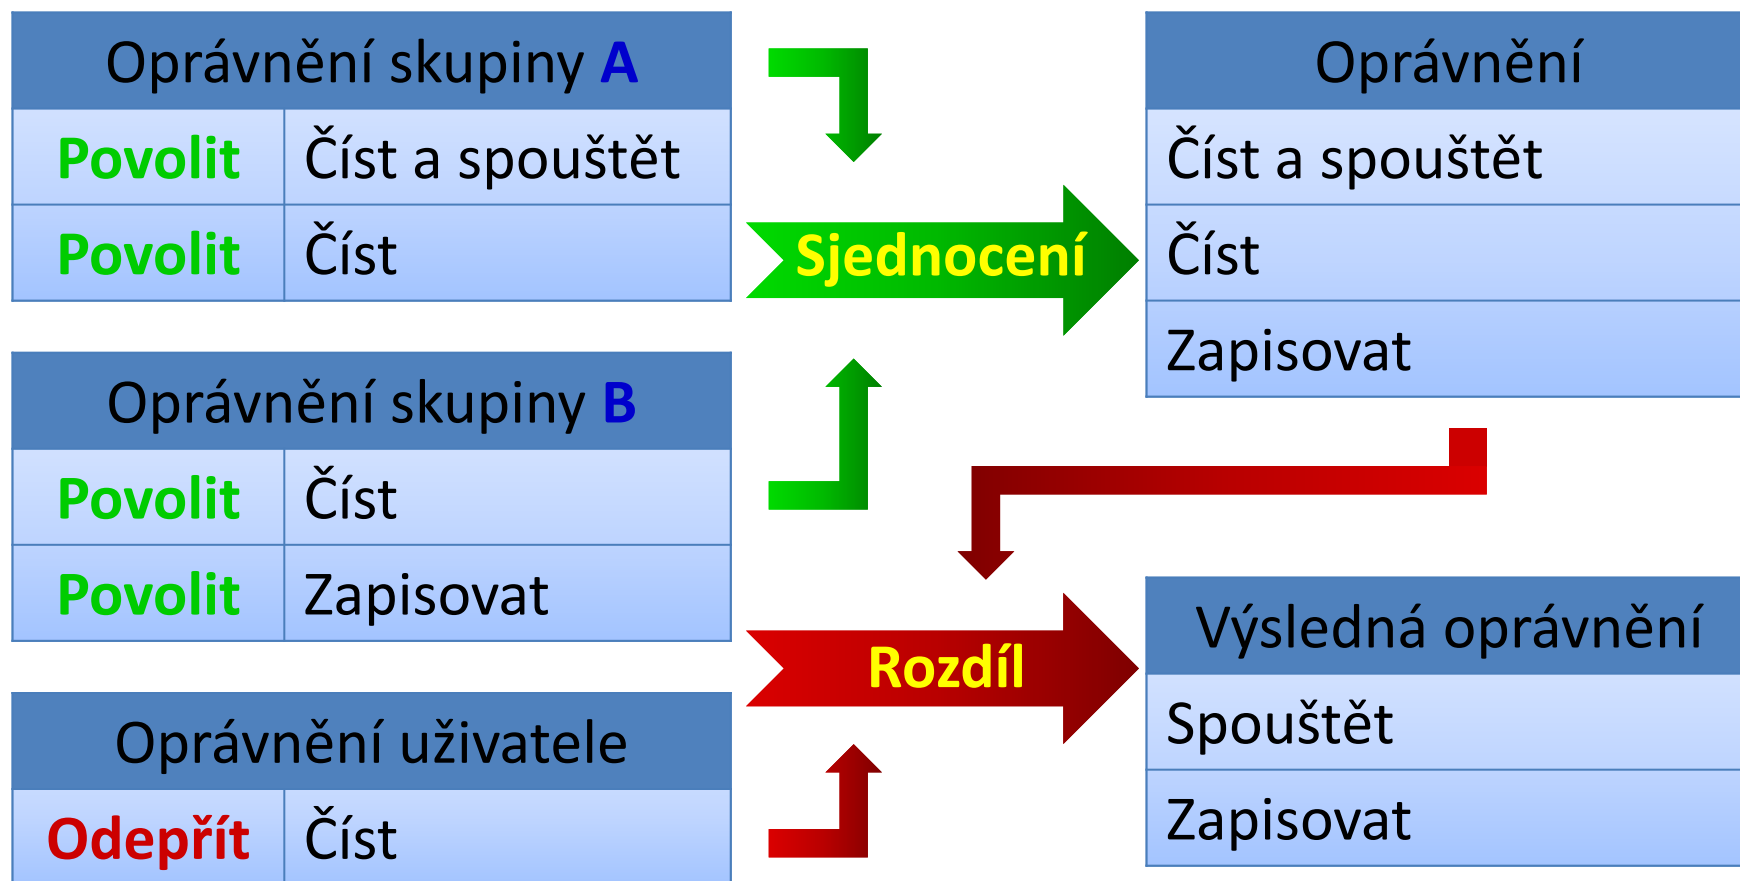 Oprávnění skupiny A
Povolit Číst a spouštět
Povolit Číst
Oprávnění skupiny B
Povolit Číst
Povolit Zapisovat
Oprávnění uživatele
Odepřít Číst
Sjednocení
Rozdíl
Oprávnění
Číst a spouštět
Číst
Zapisovat
Výsledná oprávnění
Spouštět
Zapisovat